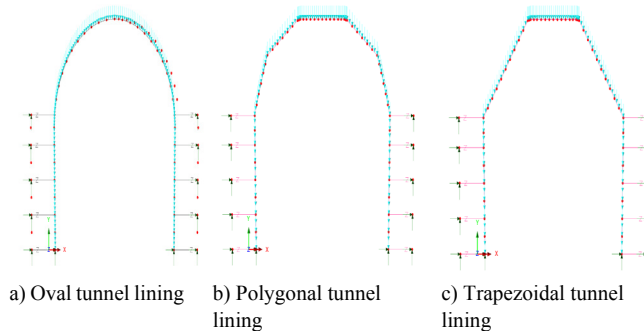 a) Oval tunnel lining
b) Polygonal tunnel
lining
c) Trapezoidal tunnel
lining
Y
X
Y
Z
X
Y
Z
X